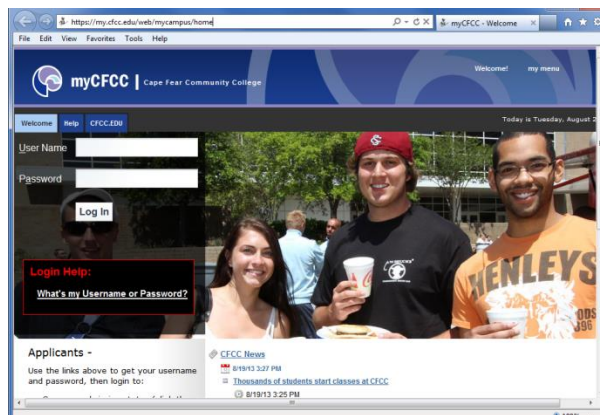 https://my.cfcc.edu/web/mycampus/home
myCFCC - Welcome
File Edit View Favorites Tools Help
myCFCC | Cape Fear Community College
Welcome! my menu
Welcome Help CFCC.EDU
Today is Tuesday, August 2
User Name
Password
Log In
Login Help:
What's my Username or Password?
HENLEYS
Applicants -
Use the links above to get your username
and password, then login to:
CFCC News
8/19/13 3:27 PM
Thousands of students start classes at CFCC
8/19/13 3:25 PM